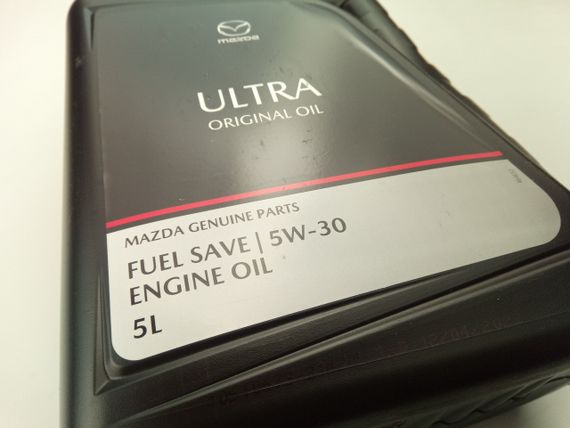 mazda
ULTRA
ORIGINAL OIL
MAZDA GENUINE PARTS
FUEL SAVE | 5W-30
ENGINE OIL
5L